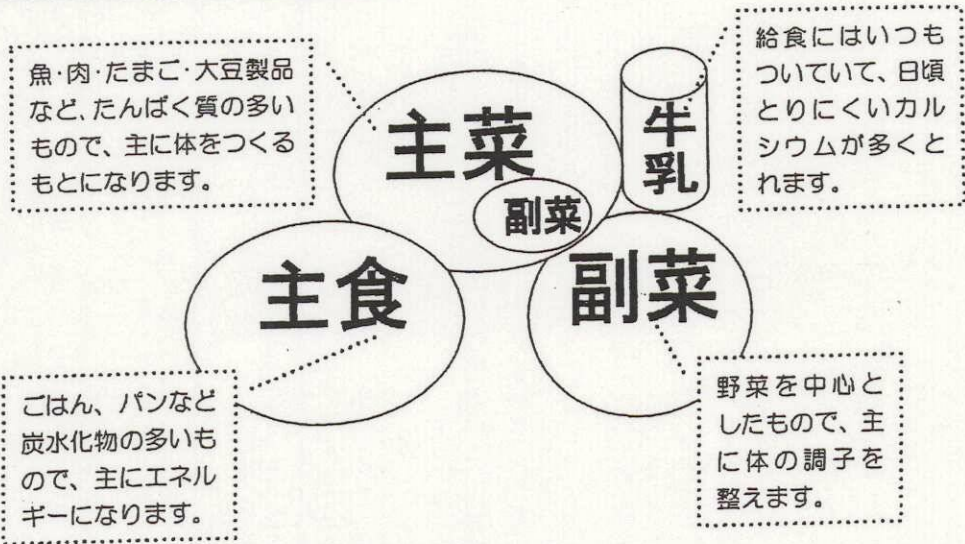 魚・肉・たまご・大豆製品
など、たんぱく質の多い
もので、主に体をつくる
もとになります。
給食にはいつも
ついていて、日頃
とりにくいカル
シウムが多くと
れます。
主菜
牛
乳
副菜
主食
副菜
ごはん、パンなど
炭水化物の多いも
ので、主にエネル
ギーになります。
野菜を中心と
したもので、主
に体の調子を
整えます。